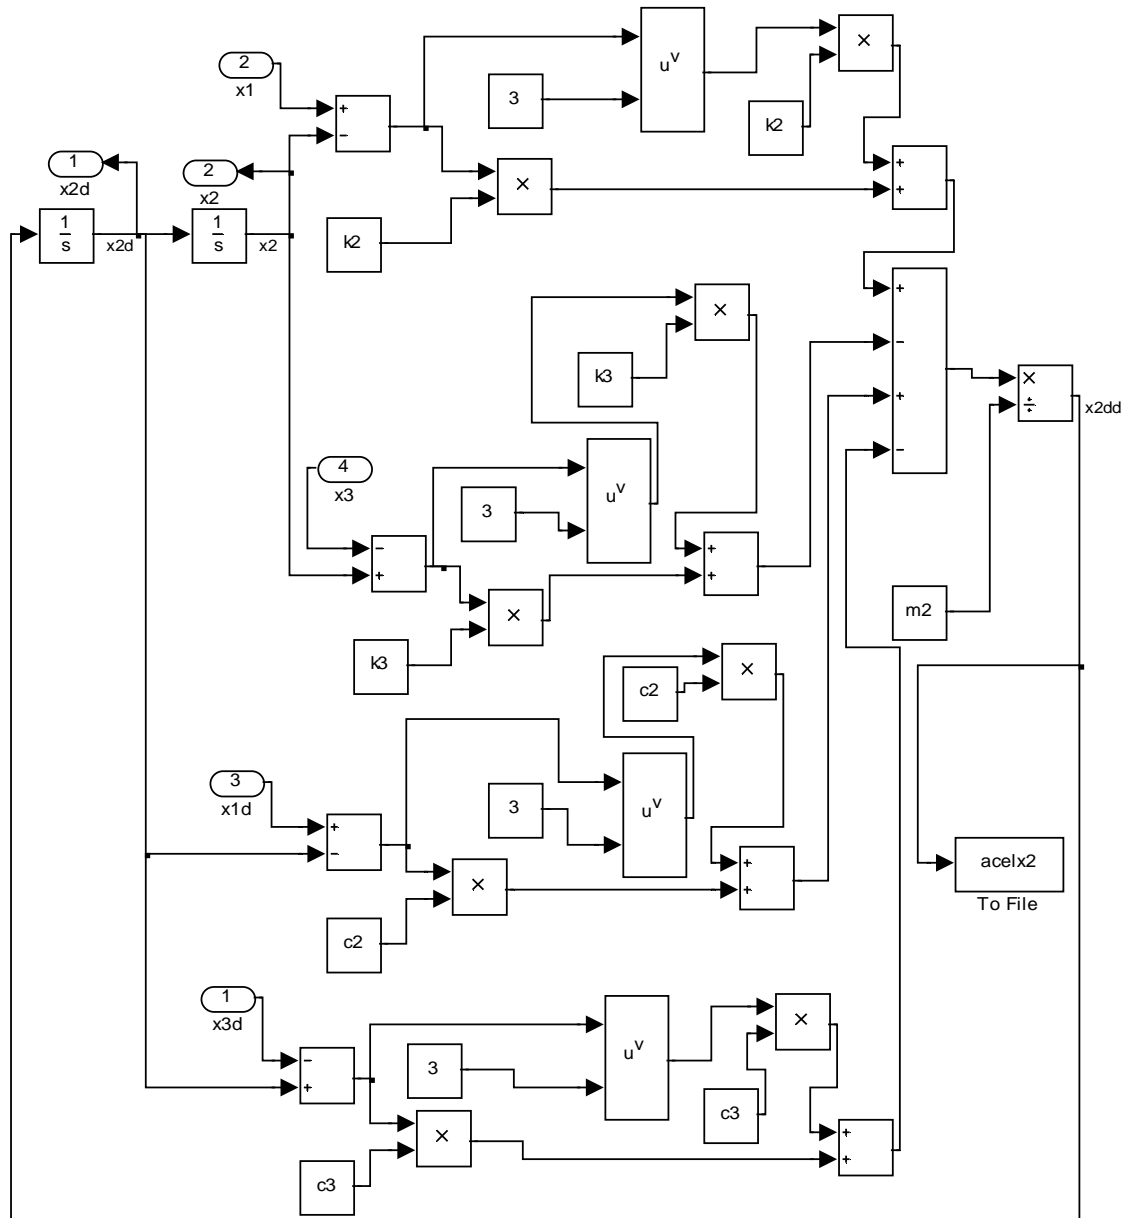 2
x1
+
−
3
u^v
×
k2
1
x2d
2
x2
×
+
+
1
s
x2d
1
s
x2
k2
×
+
−
+
−
k3
×
÷
x2dd
4
x3
3
u^v
−
+
+
+
×
m2
k3
×
c2
3
x1d
3
u^v
+
−
+
+
×
acelx2
To File
c2
1
x3d
×
−
+
3
u^v
c3
×
+
+
c3